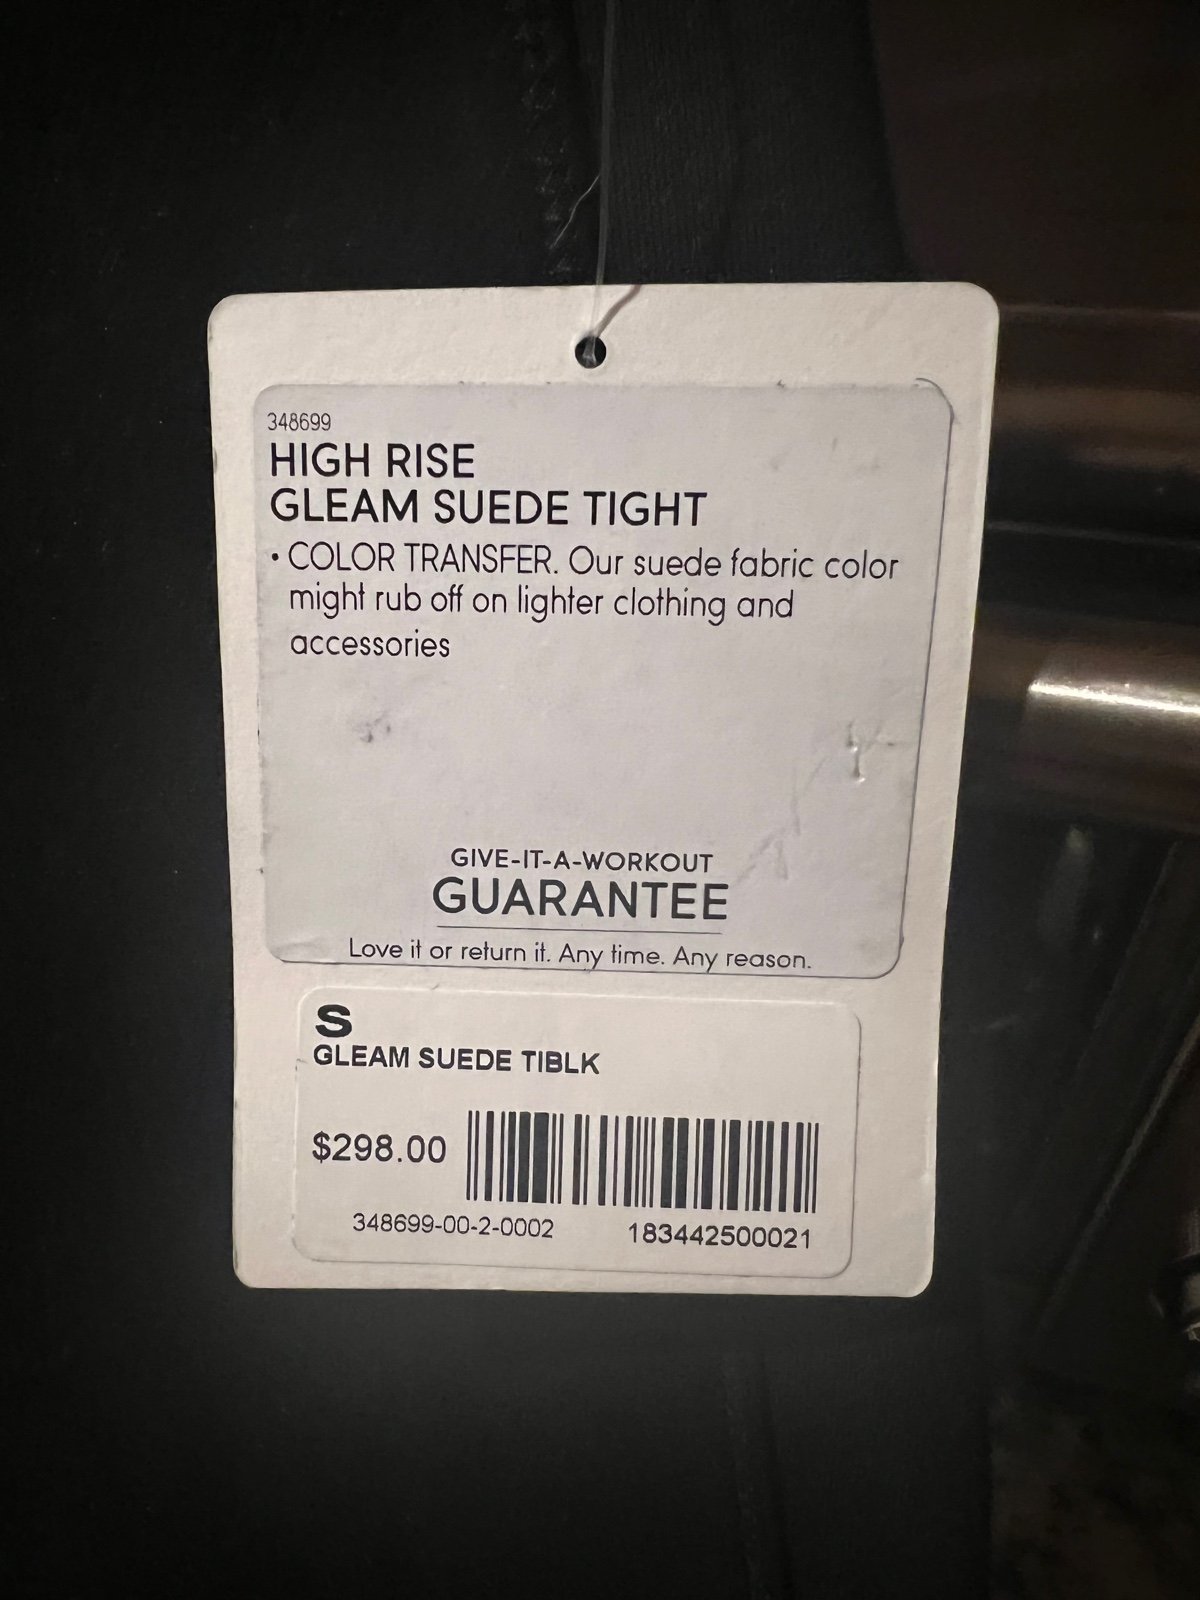 348699
HIGH RISE
GLEAM SUEDE TIGHT
• COLOR TRANSFER. Our suede fabric color
might rub off on lighter clothing and
accessories
GIVE-IT-A-WORKOUT
GUARANTEE
Love it or return it. Any time. Any reason.
S
GLEAM SUEDE TIBLK
$298.00
348699-00-2-0002 183442500021